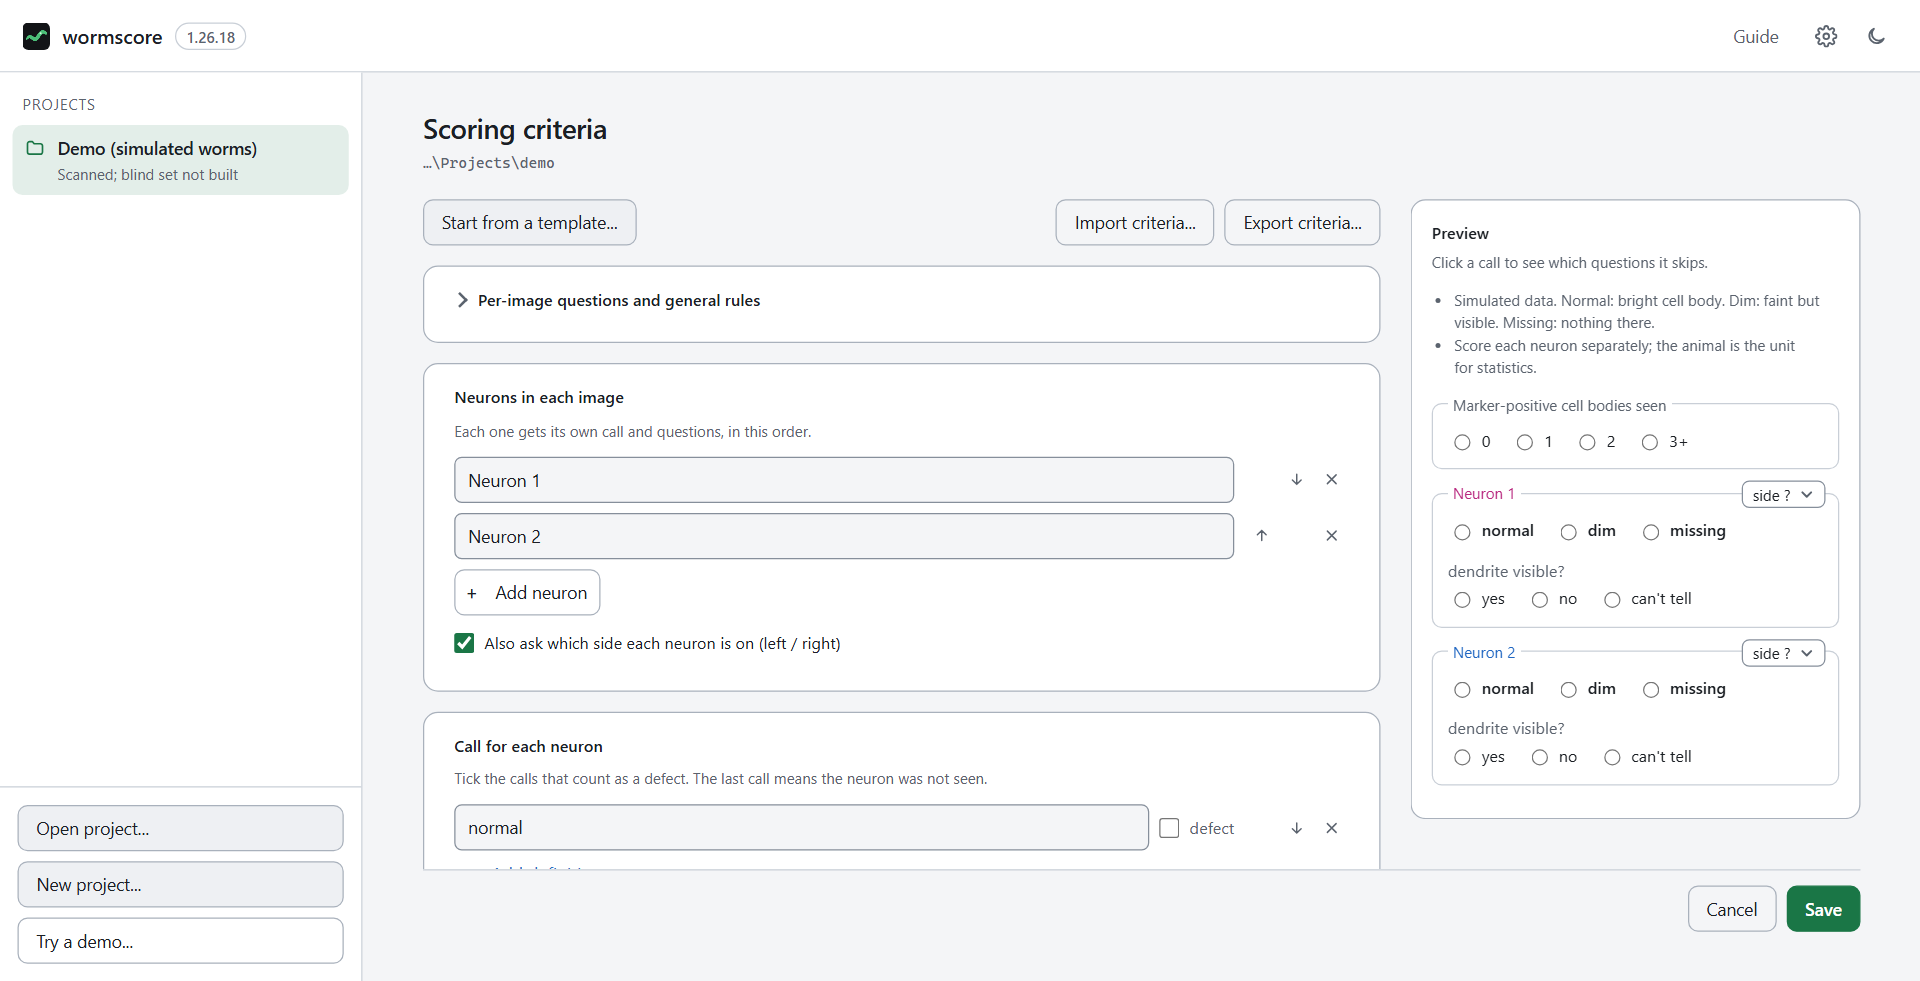 wormscore 1.26.18
Guide
PROJECTS
Demo (simulated worms)
Scanned; blind set not built
Open project...
New project...
Try a demo...
Scoring criteria
…\Projects\demo
Start from a template...
Import criteria...
Export criteria...
Per-image questions and general rules
Neurons in each image
Each one gets its own call and questions, in this order.
Neuron 1
Neuron 2
+ Add neuron
Also ask which side each neuron is on (left / right)
Call for each neuron
Tick the calls that count as a defect. The last call means the neuron was not seen.
normal
defect
Preview
Click a call to see which questions it skips.
• Simulated data. Normal: bright cell body. Dim: faint but
visible. Missing: nothing there.
• Score each neuron separately; the animal is the unit
for statistics.
Marker-positive cell bodies seen
0 1 2 3+
Neuron 1 side ?
normal dim missing
dendrite visible?
yes no can't tell
Neuron 2 side ?
normal dim missing
dendrite visible?
yes no can't tell
Cancel
Save